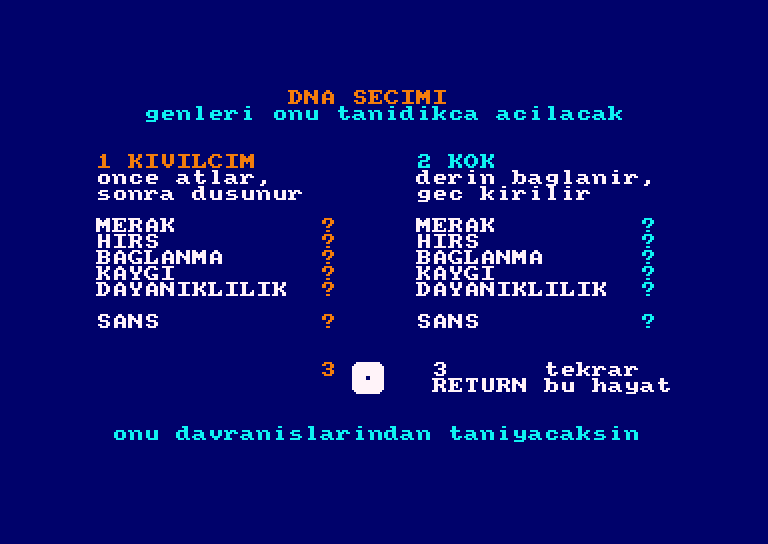 DNA SECIMI
genleri onu tanidikca acilacak
1 KIVILCIM
once atlar,
sonra dusunur
MERAK ?
HIRS ?
BAGLANMA ?
KAYGI ?
DAYANIKLILIK ?
SANS ?
2 KOK
derin baglanir,
gec kirilir
MERAK ?
HIRS ?
BAGLANMA ?
KAYGI ?
DAYANIKLILIK ?
SANS ?
3
3 tekrar
RETURN bu hayat
onu davranislarindan taniyacaksin